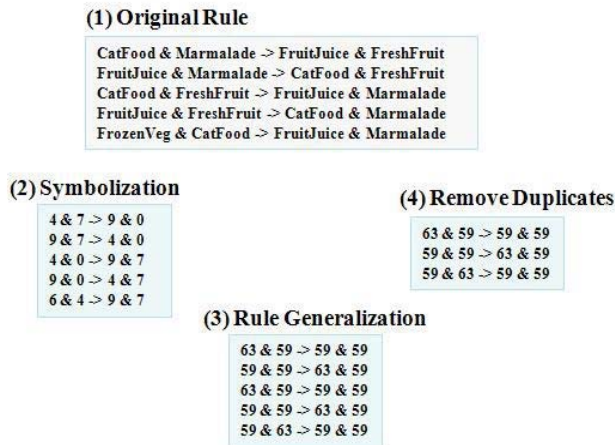 (1) Original Rule
CatFood & Marmalade -> FruitJuice & FreshFruit
FruitJuice & Marmalade -> CatFood & FreshFruit
CatFood & FreshFruit -> FruitJuice & Marmalade
FruitJuice & FreshFruit -> CatFood & Marmalade
FrozenVeg & CatFood -> FruitJuice & Marmalade
(2) Symbolization
4 & 7 -> 9 & 0
9 & 7 -> 4 & 0
4 & 0 -> 9 & 7
9 & 0 -> 4 & 7
6 & 4 -> 9 & 7
(4) Remove Duplicates
63 & 59 -> 59 & 59
59 & 59 -> 63 & 59
59 & 63 -> 59 & 59
(3) Rule Generalization
63 & 59 -> 59 & 59
59 & 59 -> 63 & 59
63 & 59 -> 59 & 59
59 & 59 -> 63 & 59
59 & 63 -> 59 & 59